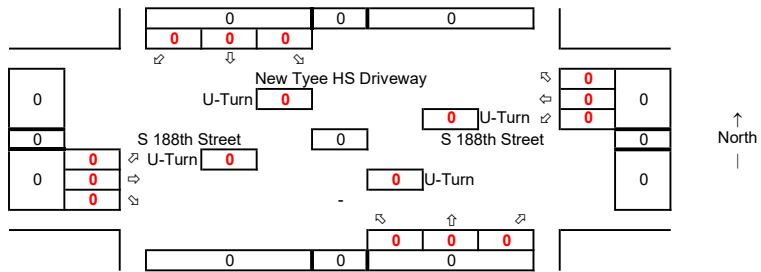 0 0 0
0 0 0
⬃ ⇩ ⬂
New Tyee HS Driveway ⬁ 0
0 U-Turn 0 ⇦ 0 0 ↑
0 U-Turn ⬃ 0
0 S 188th Street 0 S 188th Street 0 North
0 ⬀ U-Turn 0 |
0 0 ⇨ 0 U-Turn 0
0 ⬂ -
⬁ ⇧ ⬀
0 0 0
0 0 0